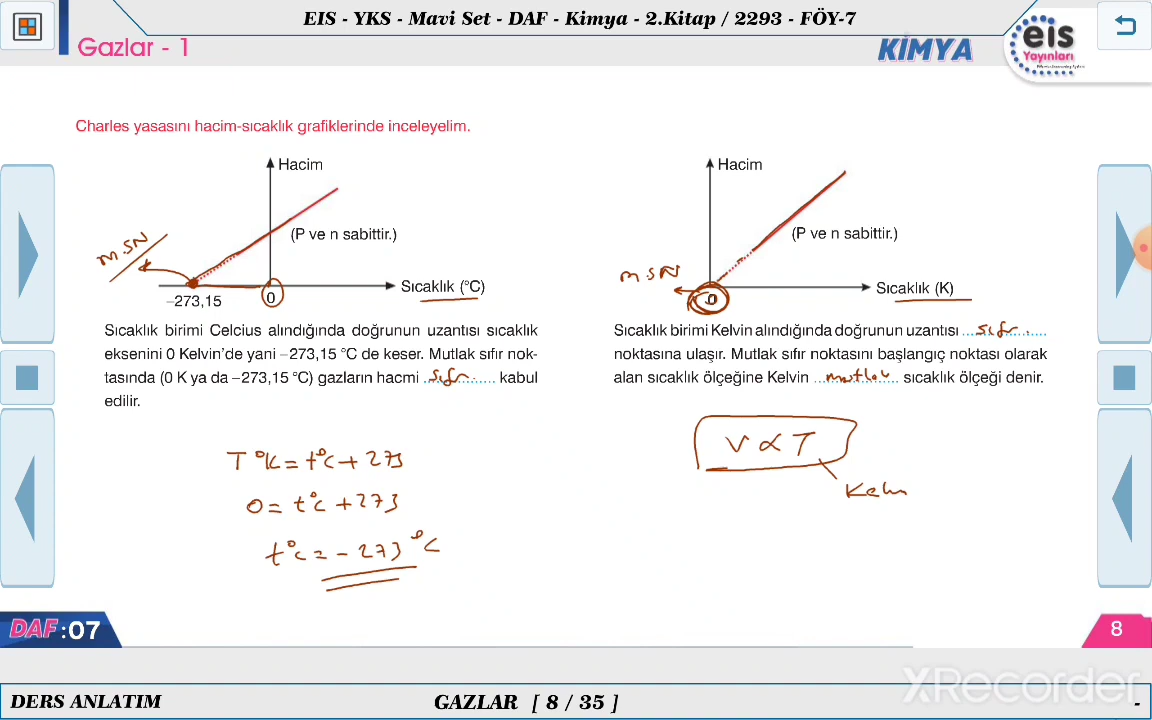 EIS - YKS - Mavi Set - DAF - Kimya - 2.Kitap / 2293 - FÖY-7
Gazlar - 1
KİMYA
eis
Yayınları
Charles yasasını hacim-sıcaklık grafiklerinde inceleyelim.
Hacim
(P ve n sabittir.)
M.S.N
-273,15
0
Sıcaklık (°C)
Sıcaklık birimi Celcius alındığında doğrunun uzantısı sıcaklık
eksenini 0 Kelvin'de yani -273,15 °C de keser. Mutlak sıfır nok-
tasında (0 K ya da -273,15 °C) gazların hacmi sıfır kabul
edilir.
T°K = t°C + 273
0 = t°C + 273
t°C = - 273 °C
Hacim
(P ve n sabittir.)
M.S.N
0
Sıcaklık (K)
Sıcaklık birimi Kelvin alındığında doğrunun uzantısı sıfır
noktasına ulaşır. Mutlak sıfır noktasını başlangıç noktası olarak
alan sıcaklık ölçeğine Kelvin mutlak sıcaklık ölçeği denir.
V ∝ T
Kelvin
DAF:07
8
XRecorder
DERS ANLATIM
GAZLAR [ 8 / 35 ]
-